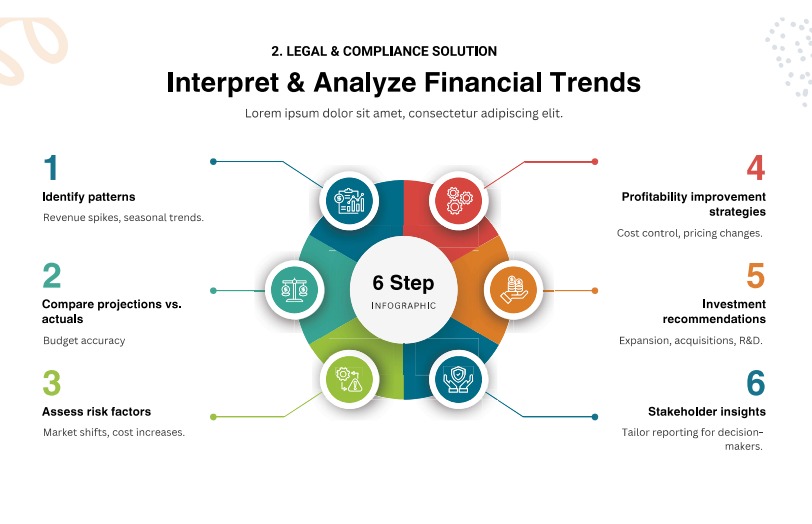 2. LEGAL & COMPLIANCE SOLUTION
Interpret & Analyze Financial Trends
Lorem ipsum dolor sit amet, consectetur adipiscing elit.
1
Identify patterns
Revenue spikes, seasonal trends.
2
Compare projections vs.
actuals
Budget accuracy
3
Assess risk factors
Market shifts, cost increases.
6 Step
INFOGRAPHIC
4
Profitability improvement
strategies
Cost control, pricing changes.
5
Investment
recommendations
Expansion, acquisitions, R&D.
6
Stakeholder insights
Tailor reporting for decision-
makers.